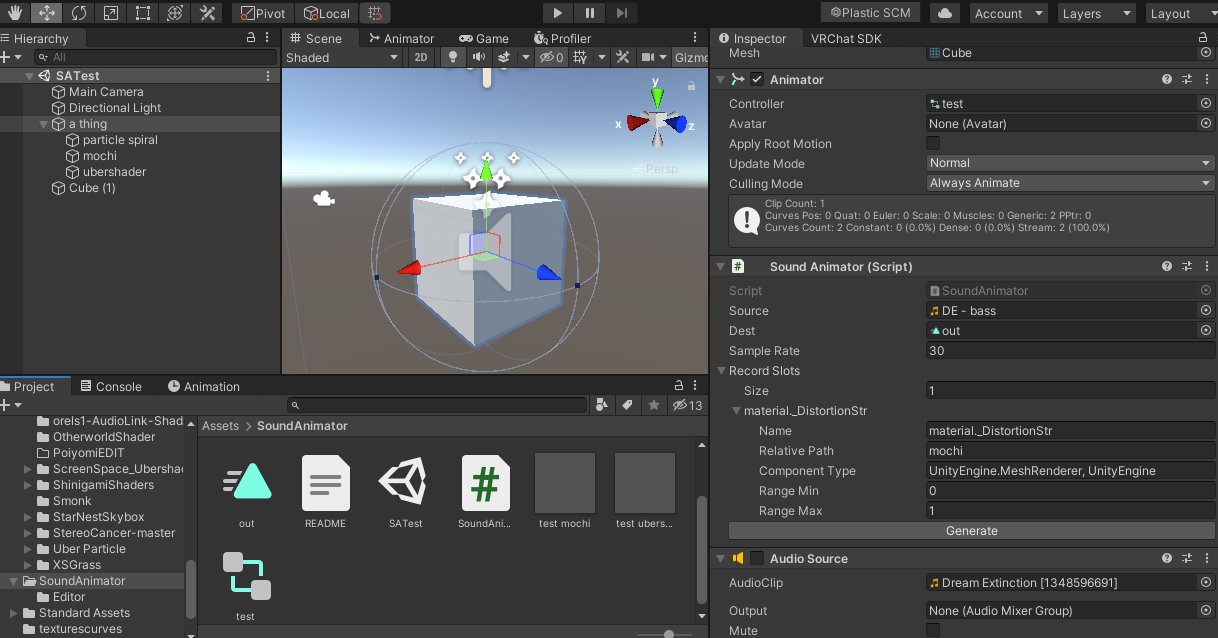 Pivot
Local
Plastic SCM
Account
Layers
Layout
Hierarchy
All
SATest
Main Camera
Directional Light
a thing
particle spiral
mochi
ubershader
Cube (1)
Scene
Animator
Game
Profiler
Shaded
2D
0
Gizmo
y
x
z
Persp
Project
Console
Animation
13
orels1-AudioLink-Shad
OtherworldShader
PoiyomiEDIT
ScreenSpace_Ubershad
ShinigamiShaders
Smonk
StarNestSkybox
StereoCancer-master
Uber Particle
XSGrass
SoundAnimator
Editor
Standard Assets
texturescurves
Assets > SoundAnimator
out
README
SATest
SoundAni...
test mochi
test ubers...
test
Inspector
VRChat SDK
Mesh
Cube
Animator
Controller
test
Avatar
None (Avatar)
Apply Root Motion
Update Mode
Normal
Culling Mode
Always Animate
Clip Count: 1
Curves Pos: 0 Quat: 0 Euler: 0 Scale: 0 Muscles: 0 Generic: 2 PPtr: 0
Curves Count: 2 Constant: 0 (0.0%) Dense: 0 (0.0%) Stream: 2 (100.0%)
Sound Animator (Script)
Script
SoundAnimator
Source
DE - bass
Dest
out
Sample Rate
30
Record Slots
Size
1
material._DistortionStr
Name
material._DistortionStr
Relative Path
mochi
Component Type
UnityEngine.MeshRenderer, UnityEngine
Range Min
0
Range Max
1
Generate
Audio Source
AudioClip
Dream Extinction [1348596691]
Output
None (Audio Mixer Group)
Mute